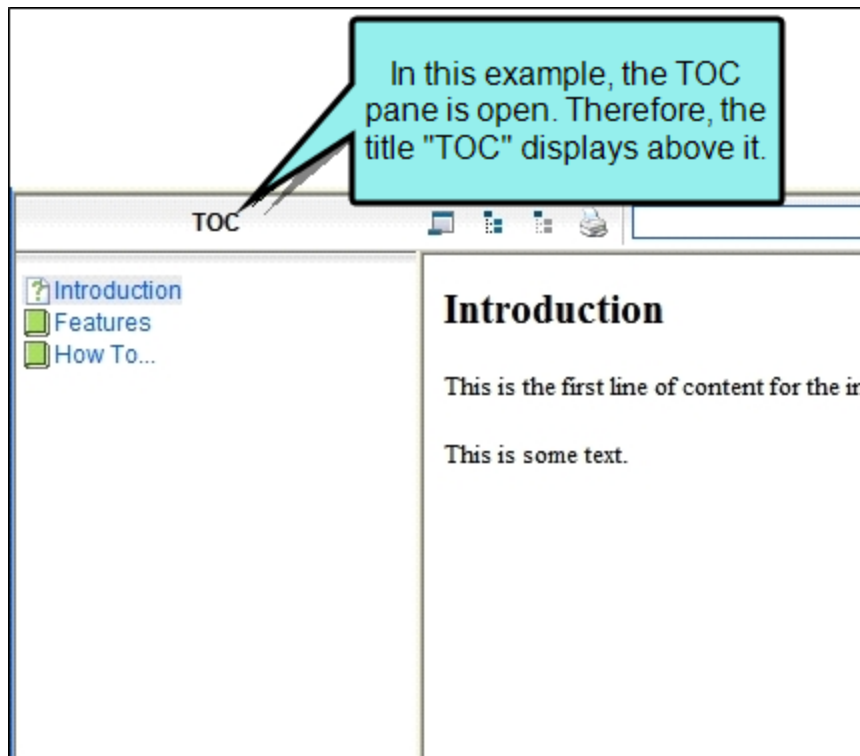 In this example, the TOC
pane is open. Therefore, the
title "TOC" displays above it.
TOC
Introduction
Features
How To...
Introduction
This is the first line of content for the
This is some text.